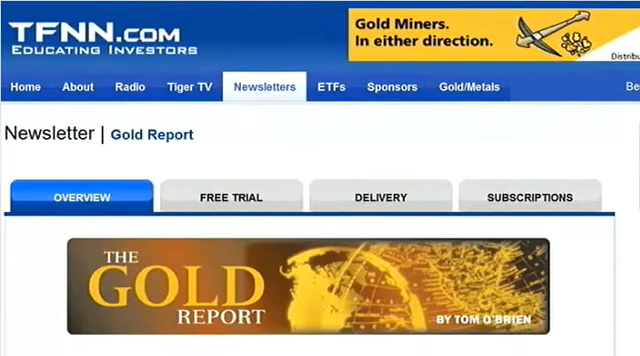 TFNN.COM
EDUCATING INVESTORS
Gold Miners.
In either direction.
Home About Radio Tiger TV Newsletters ETFs Sponsors Gold/Metals
Newsletter | Gold Report
OVERVIEW FREE TRIAL DELIVERY SUBSCRIPTIONS
THE
GOLD
REPORT
BY TOM O'BRIEN